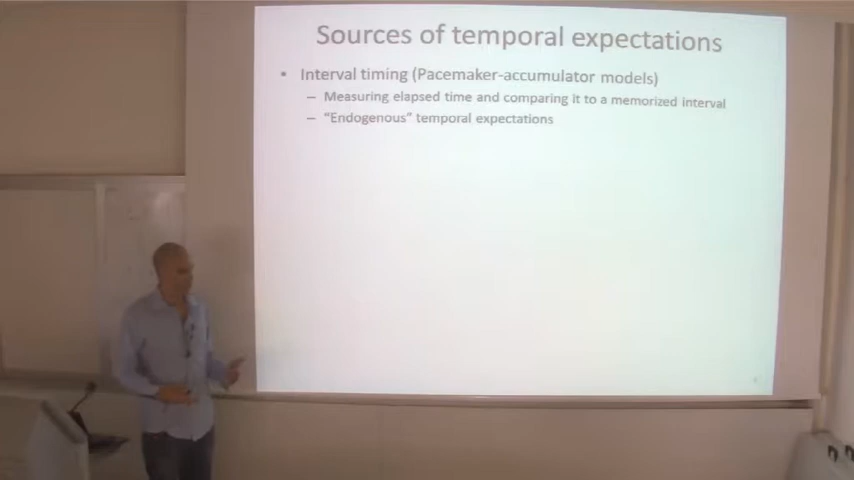 Sources of temporal expectations
• Interval timing (Pacemaker-accumulator models)
– Measuring elapsed time and comparing it to a memorized interval
– “Endogenous” temporal expectations